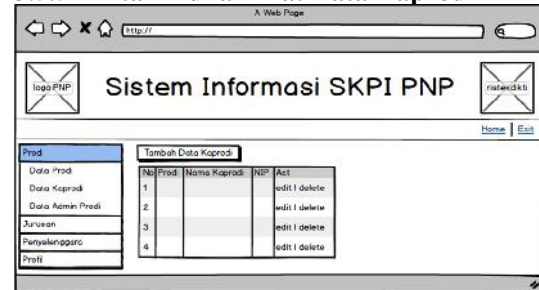 A Web Page
http://
logo PNP
Sistem Informasi SKPI PNP
ristekdikti
Home | Exit
Prodi
Data Prodi
Data Kaprodi
Data Admin Prodi
Jurusan
Penyelenggara
Profil
Tambah Data Kaprodi
No Prodi Nama Kaprodi NIP Act
1 edit | delete
2 edit | delete
3 edit | delete
4 edit | delete